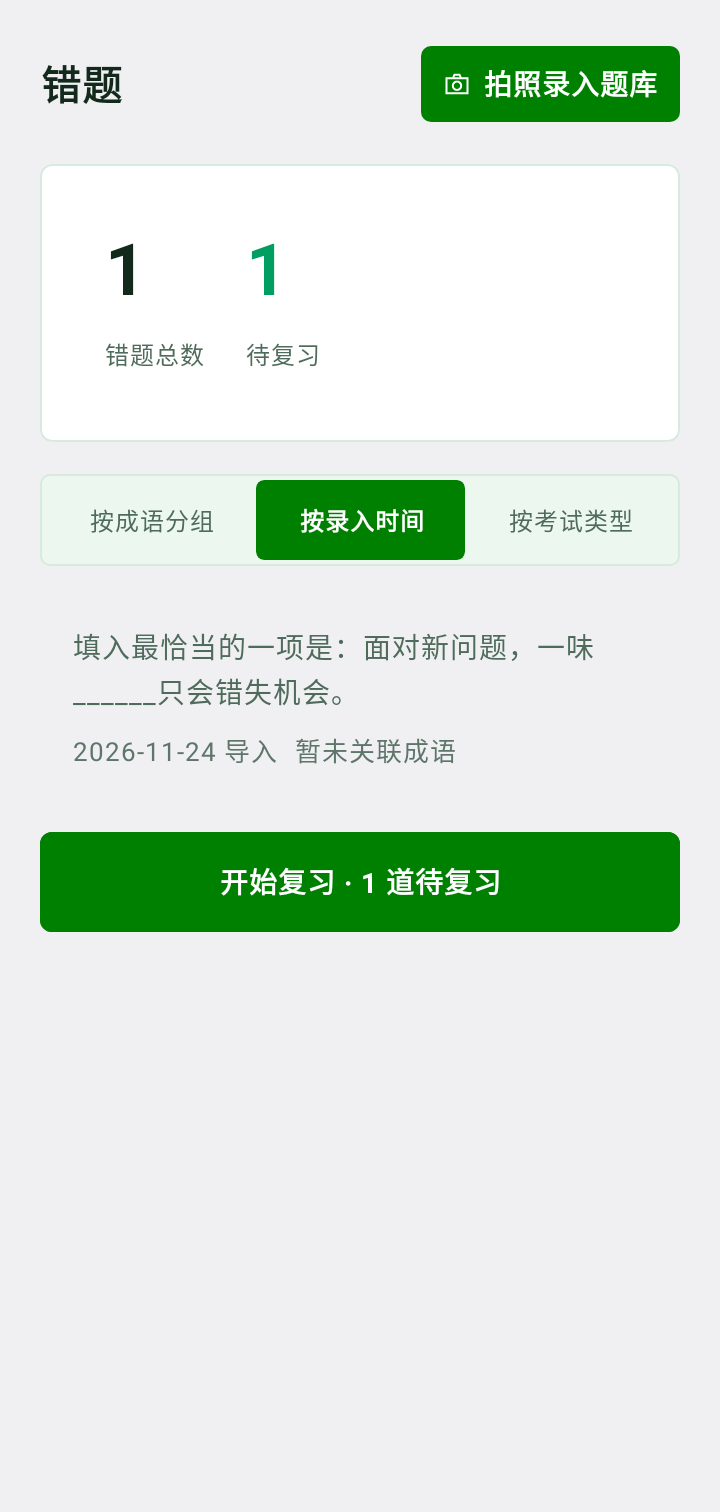 错题
拍照录入题库
1
1
错题总数
待复习
按成语分组
按录入时间
按考试类型
填入最恰当的一项是：面对新问题，一味
______只会错失机会。
2026-11-24 导入 暂未关联成语
开始复习 · 1 道待复习